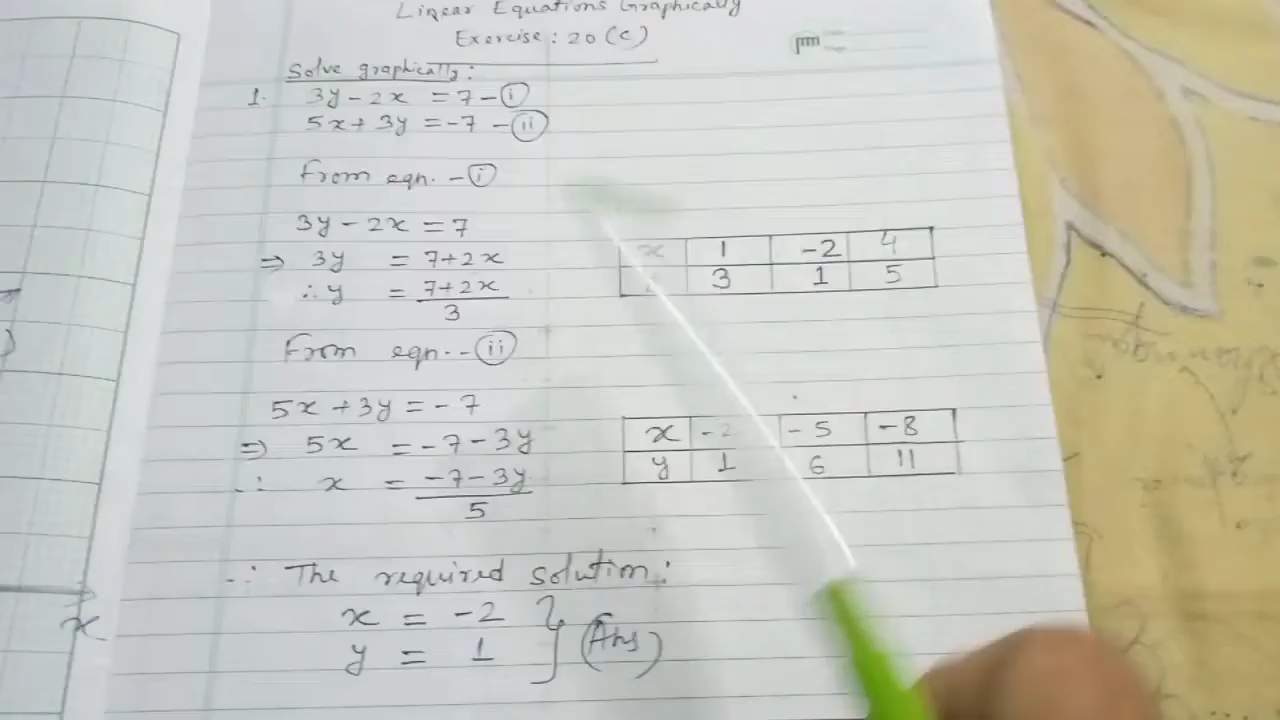 Linear Equations Graphically
Exercise: 20 (c)
Solve graphically:
1. 3y - 2x = 7 - (i)
5x + 3y = -7 - (ii)
From eqn. - (i)
3y - 2x = 7
⇒ 3y = 7+2x
∴ y = 7+2x / 3
x 1 -2 4
3 1 5
From eqn. - (ii)
5x + 3y = -7
⇒ 5x = -7 - 3y
∴ x = -7 - 3y / 5
x -2 -5 -8
y 1 6 11
∴ The required solution:
x = -2
y = 1 } (Ans)
x